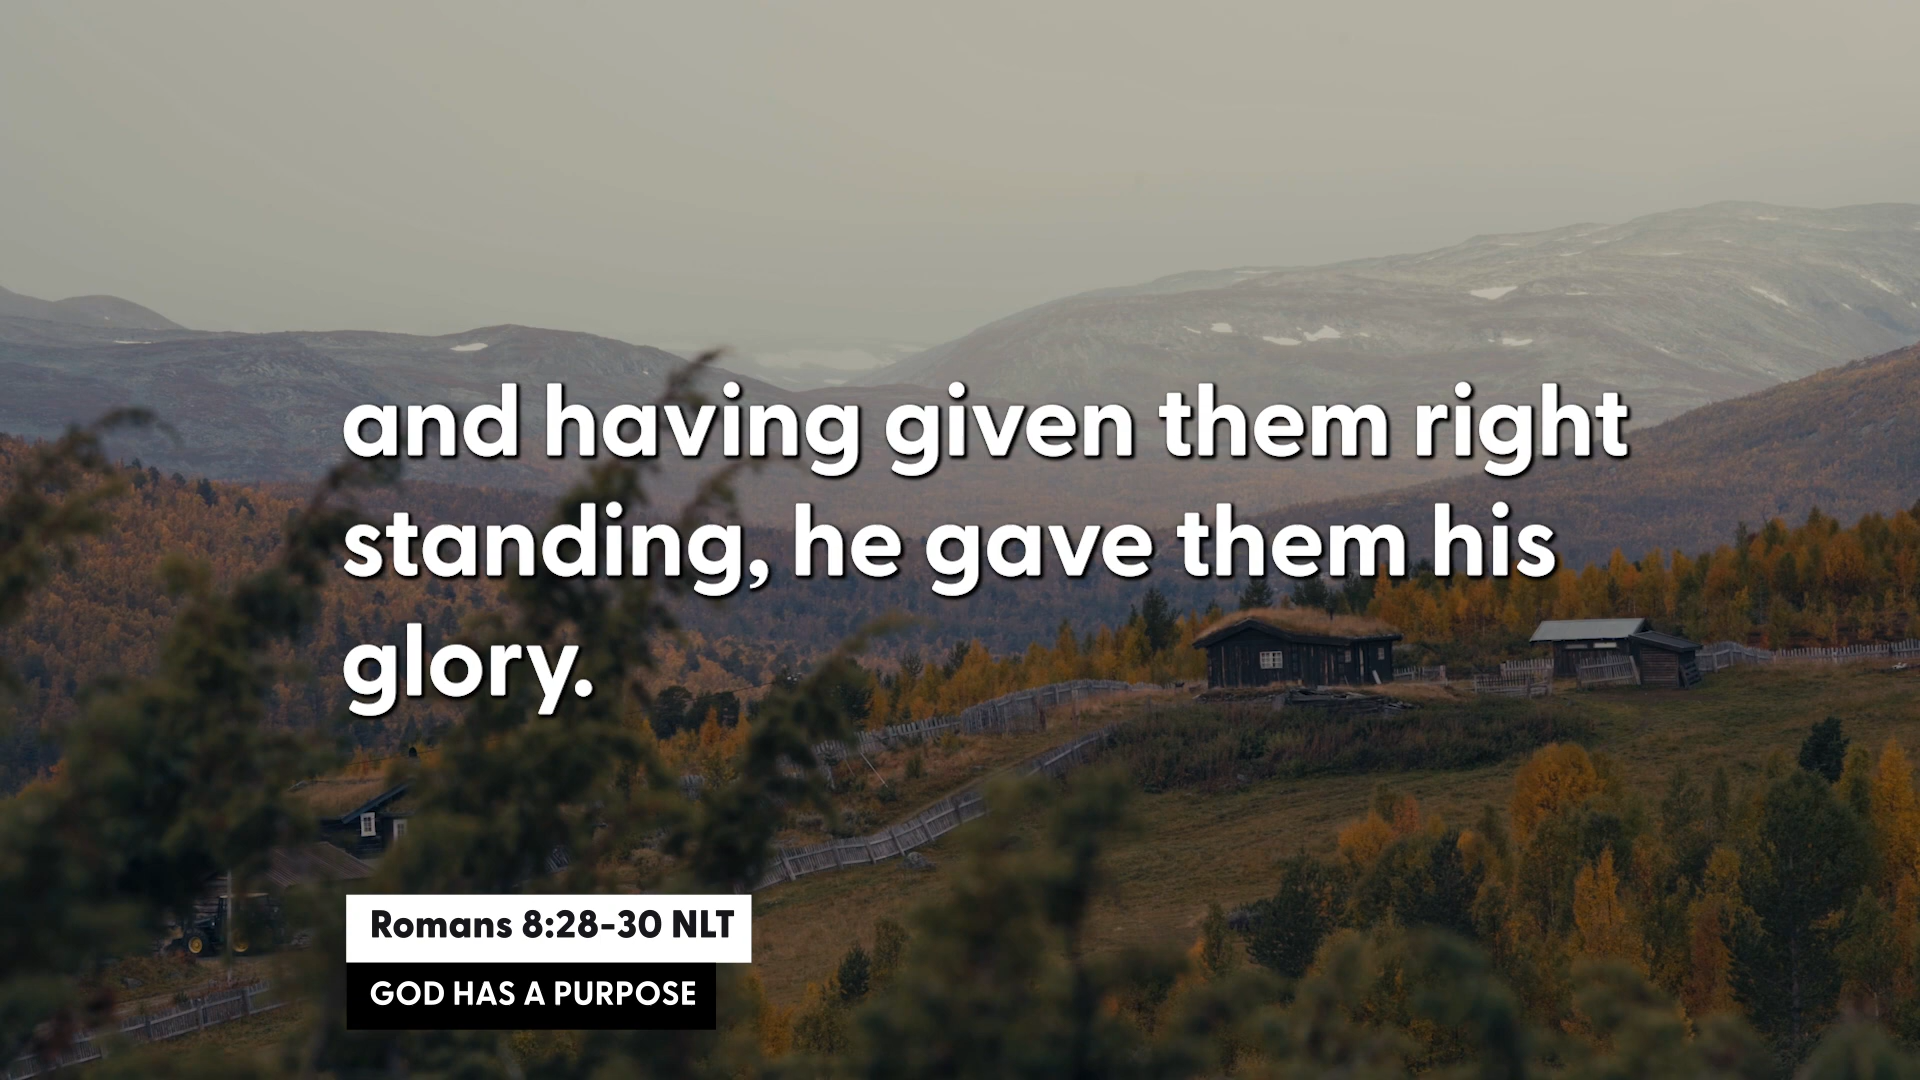 and having given them right
standing, he gave them his
glory.
Romans 8:28-30 NLT
GOD HAS A PURPOSE